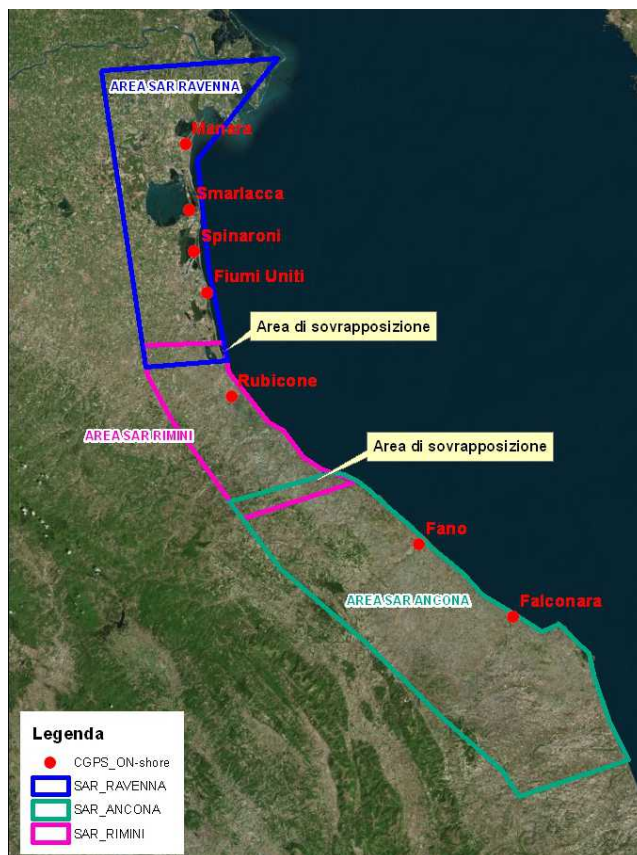 AREA SAR RAVENNA
Manara
Smarlacca
Spinaroni
Fiumi Uniti
Area di sovrapposizione
Rubicone
AREA SAR RIMINI
Area di sovrapposizione
Fano
AREA SAR ANCONA
Falconara
Legenda
CGPS_ON-shore
SAR_RAVENNA
SAR_ANCONA
SAR_RIMINI